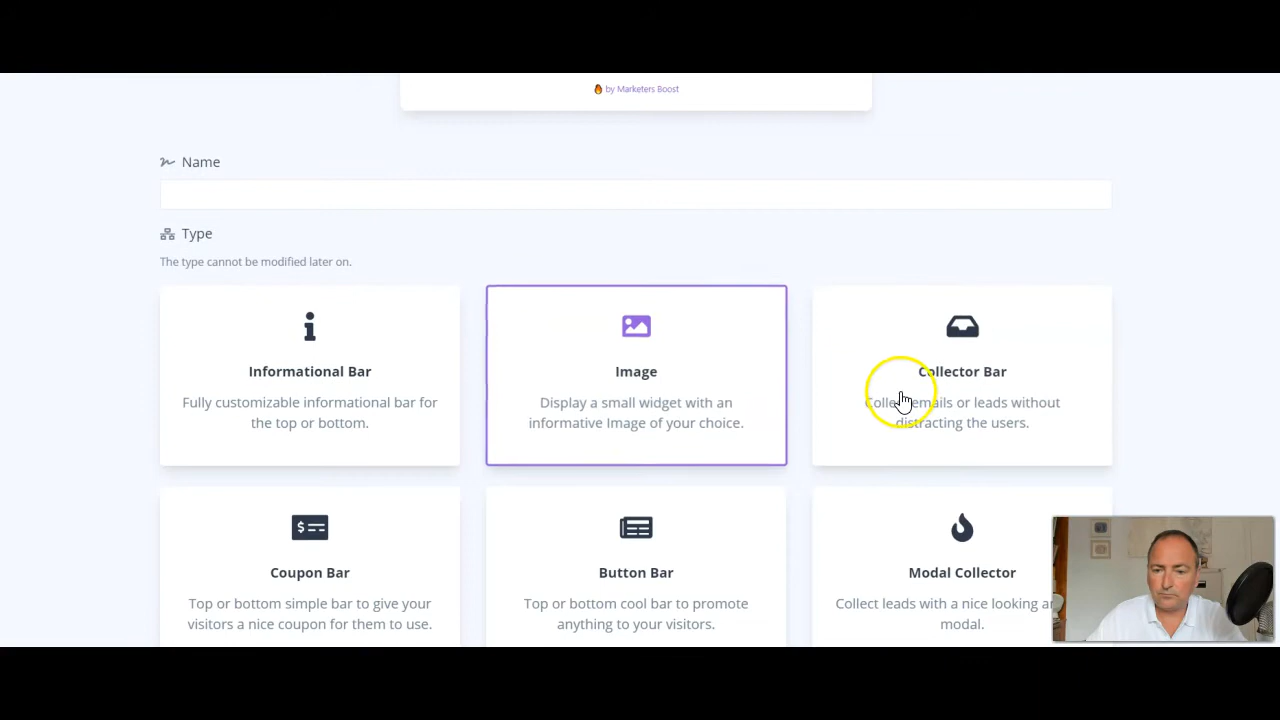 by Marketers Boost
Name
Type
The type cannot be modified later on.
Informational Bar
Fully customizable informational bar for
the top or bottom.
Image
Display a small widget with an
informative Image of your choice.
Collector Bar
Collect emails or leads without
distracting the users.
Coupon Bar
Top or bottom simple bar to give your
visitors a nice coupon for them to use.
Button Bar
Top or bottom cool bar to promote
anything to your visitors.
Modal Collector
Collect leads with a nice looking
modal.